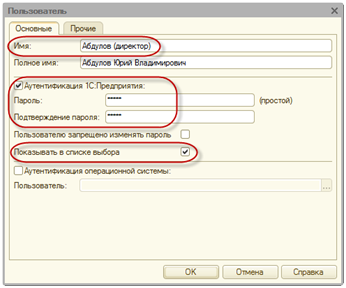 Пользователь
Основные Прочие
Имя: Абдулов (директор)
Полное имя: Абдулов Юрий Владимирович
Аутентификация 1С:Предприятия:
Пароль: ***** (простой)
Подтверждение пароля: *****
Пользователю запрещено изменять пароль
Показывать в списке выбора
Аутентификация операционной системы:
Пользователь: ...
OK Отмена Справка